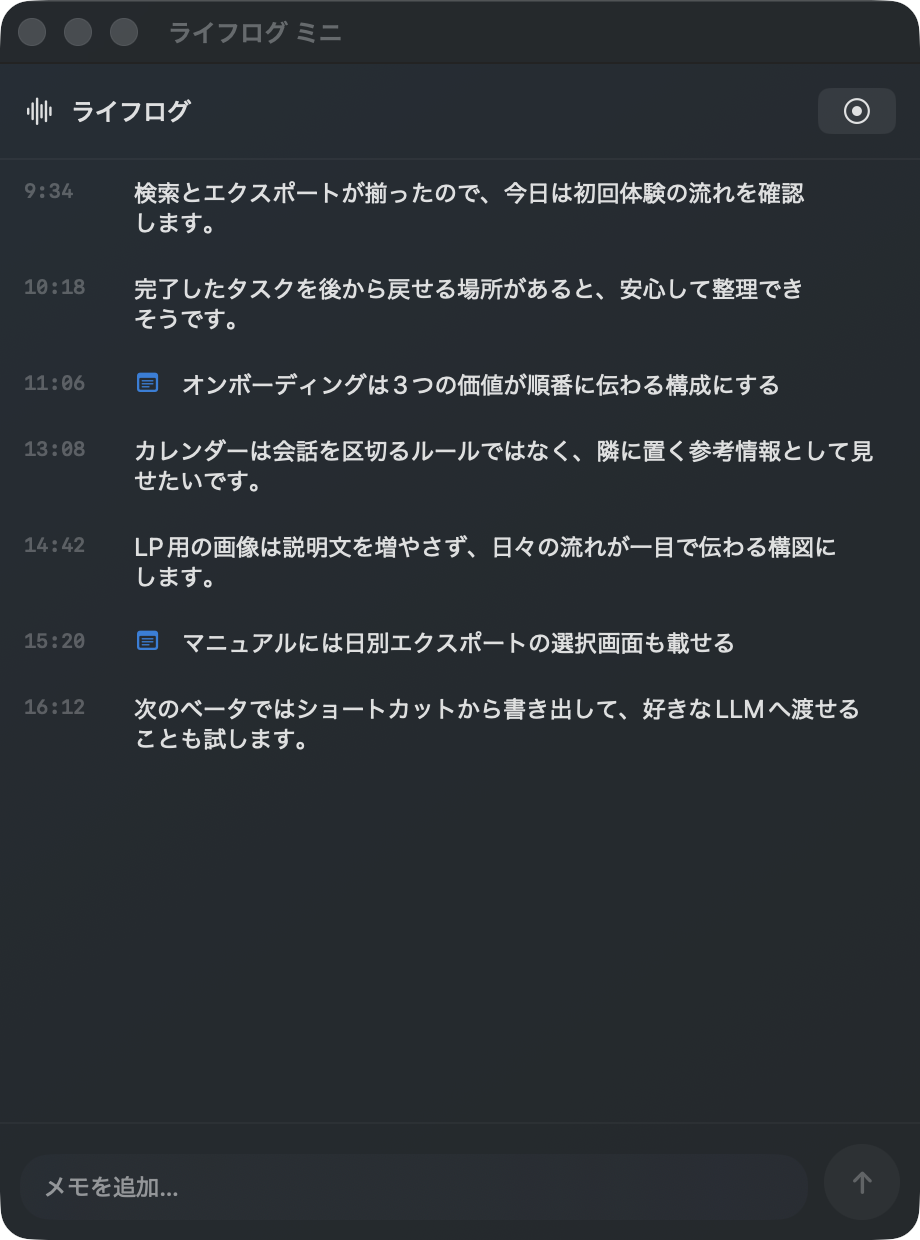 ライフログ ミニ
ライフログ
9:34
検索とエクスポートが揃ったので、今日は初回体験の流れを確認
します。
10:18
完了したタスクを後から戻せる場所があると、安心して整理でき
そうです。
11:06
オンボーディングは3つの価値が順番に伝わる構成にする
13:08
カレンダーは会話を区切るルールではなく、隣に置く参考情報として見
せたいです。
14:42
LP用の画像は説明文を増やさず、日々の流れが一目で伝わる構図に
します。
15:20
マニュアルには日別エクスポートの選択画面も載せる
16:12
次のベータではショートカットから書き出して、好きなLLMへ渡せる
ことも試します。
メモを追加...